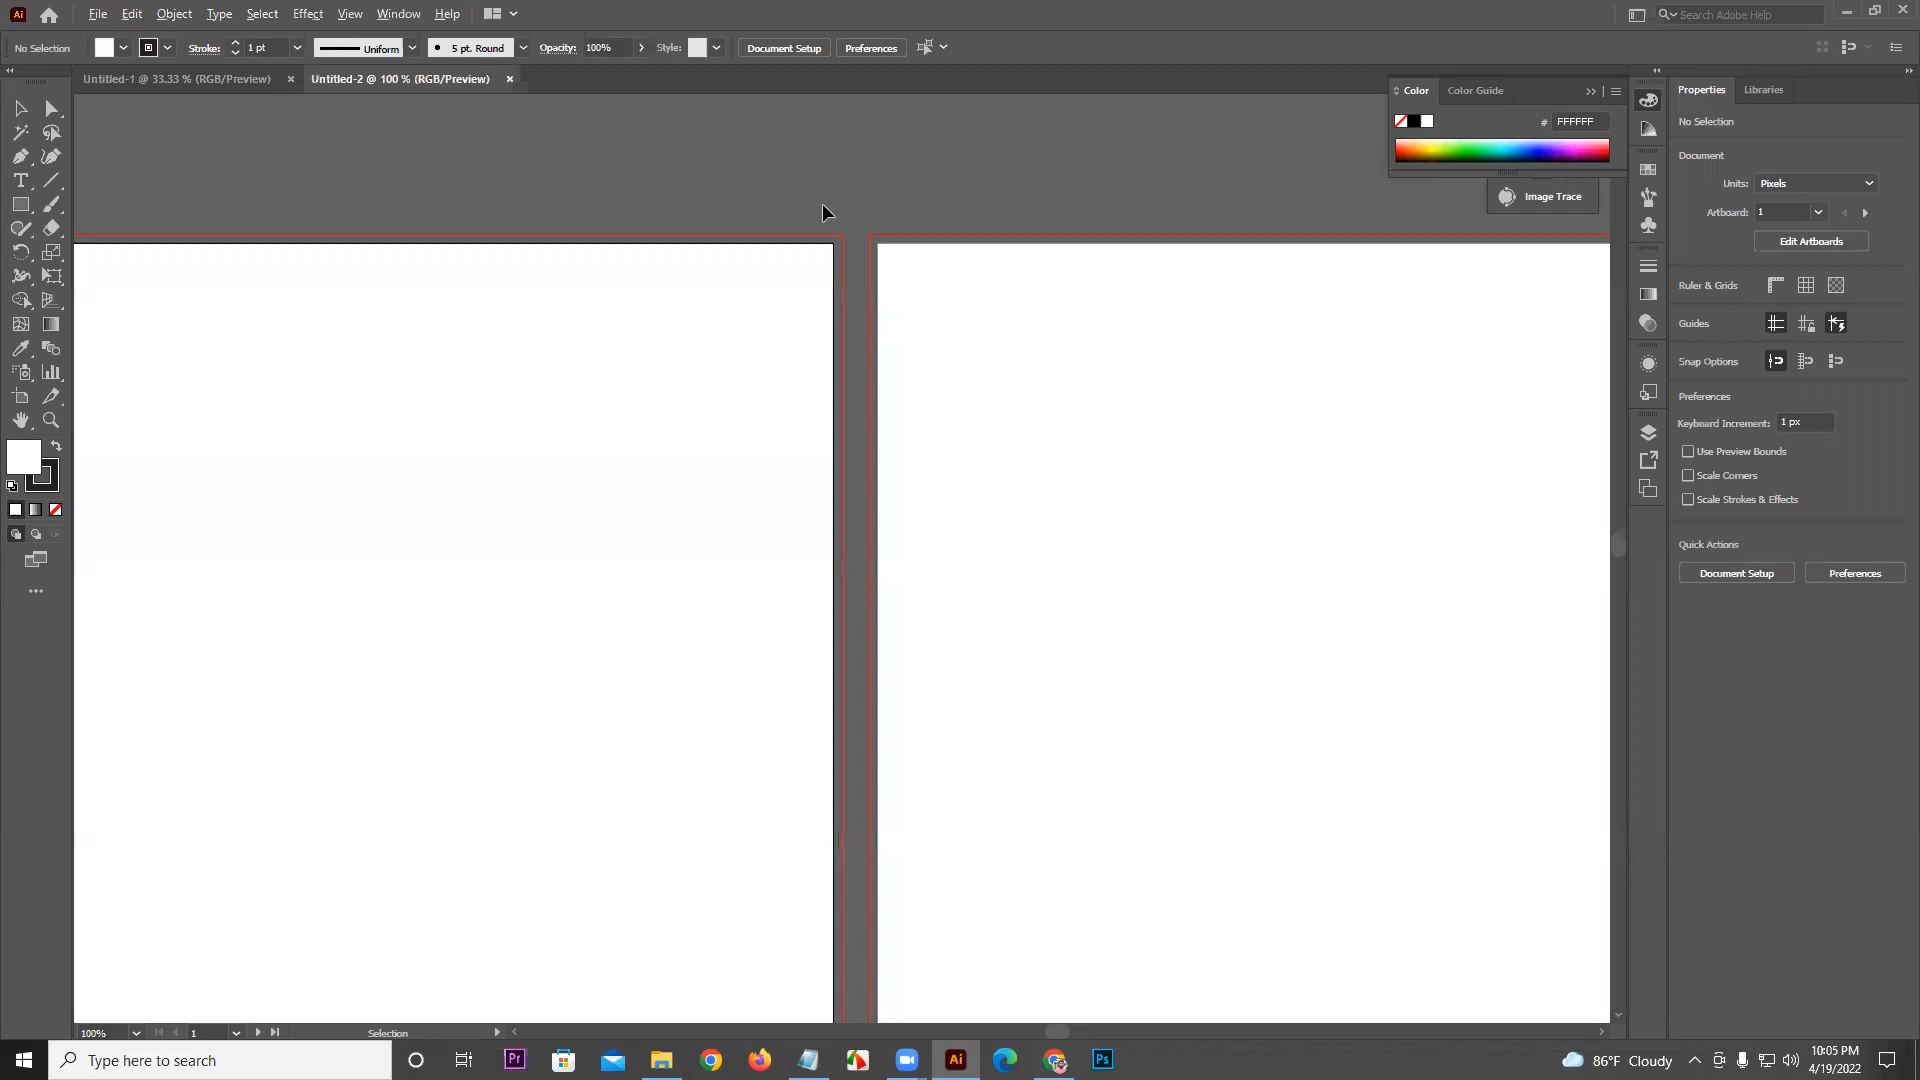 Ai File Edit Object Type Select Effect View Window Help Search Adobe Help
No Selection Stroke: 1 pt Uniform 5 pt. Round Opacity: 100% Style: Document Setup Preferences
Untitled-1 @ 33.33 % (RGB/Preview) × Untitled-2 @ 100 % (RGB/Preview) ×
Color Color Guide
# FFFFFF
Image Trace
Properties Libraries
No Selection
Document
Units: Pixels
Artboard: 1
Edit Artboards
Ruler & Grids
Guides
Snap Options
Preferences
Keyboard Increment: 1 px
Use Preview Bounds
Scale Corners
Scale Strokes & Effects
Quick Actions
Document Setup Preferences
100% 1 Selection
Type here to search Pr Ai Ps 86°F Cloudy 10:05 PM
4/19/2022